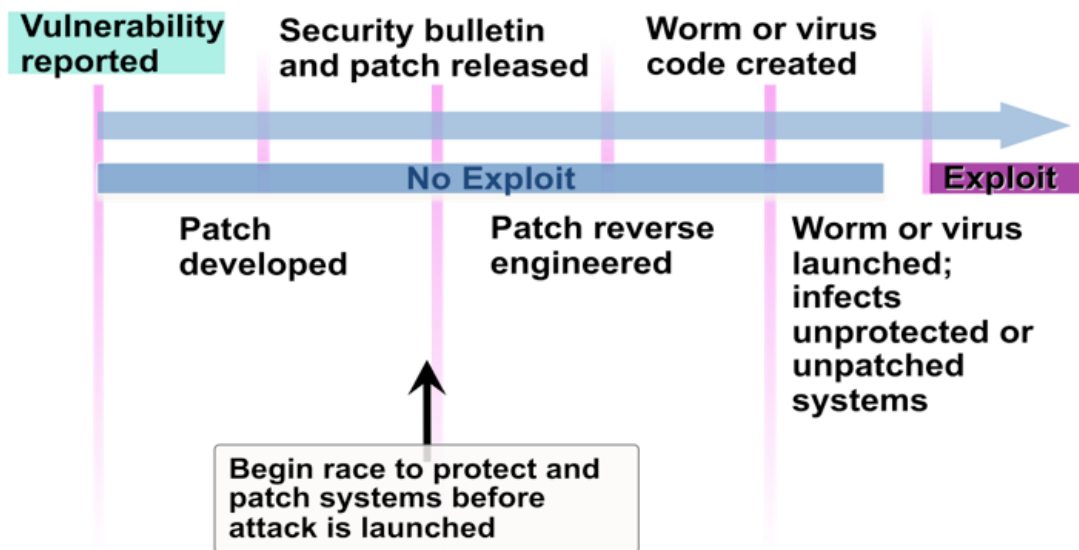 Vulnerability
reported
Security bulletin
and patch released
Worm or virus
code created
No Exploit
Exploit
Patch
developed
Patch reverse
engineered
Worm or virus
launched;
infects
unprotected or
unpatched
systems
Begin race to protect and
patch systems before
attack is launched